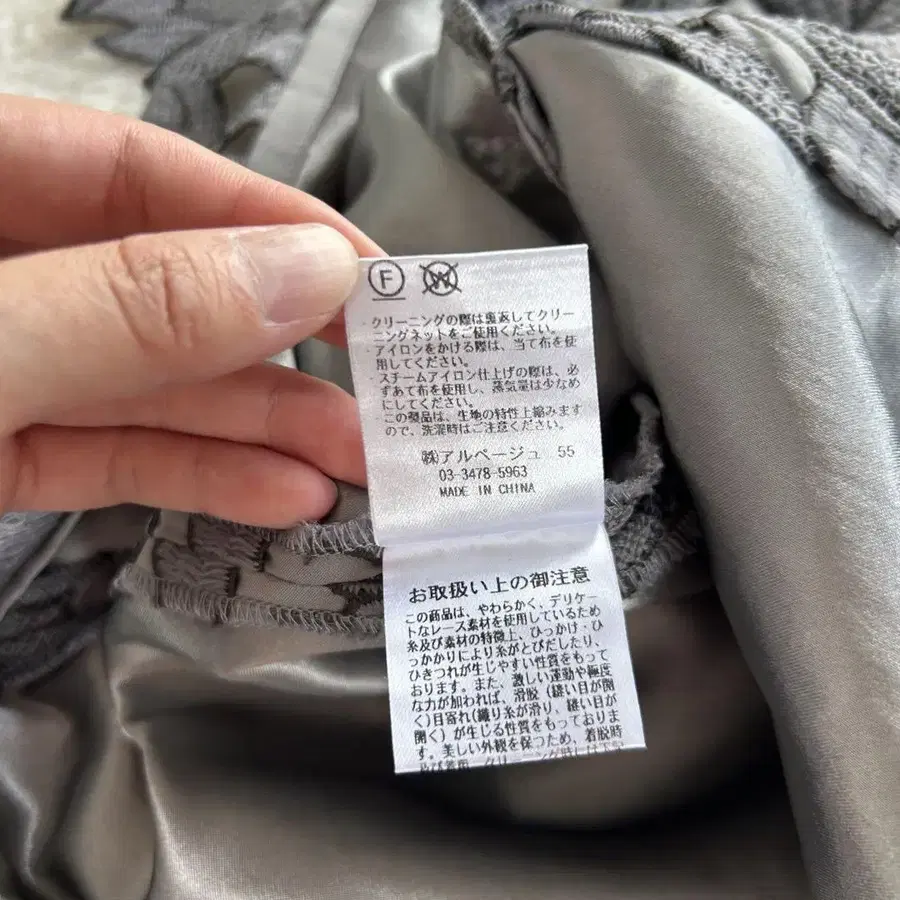 F W
・クリーニングの際は裏返してクリー
ニングネットをご使用ください。
・アイロンをかける際は、当て布を使
用してください。
・スチームアイロン仕上げの際は、必
ずあて布を使用し、蒸気量は少なめ
にしてください。
・この製品は、生地の特性上縮みます
ので、洗濯時はご注意ください。
㈱アルページュ 55
03-3478-5963
MADE IN CHINA
お取扱い上の御注意
この商品は、やわらかく、デリケー
トなレース素材を使用しているため
糸及び素材の特徴上、ひっかけ・ひ
っかかりにより糸がとびだしたり、
ひきつれが生じやすい性質をもって
おります。また、激しい運動や極度
な力が加われば、滑脱(縫い目が開
く)目寄れ(織り糸が滑り、縫い目が
開く)が生じる性質をもっておりま
す。美しい外観を保つため、着脱時